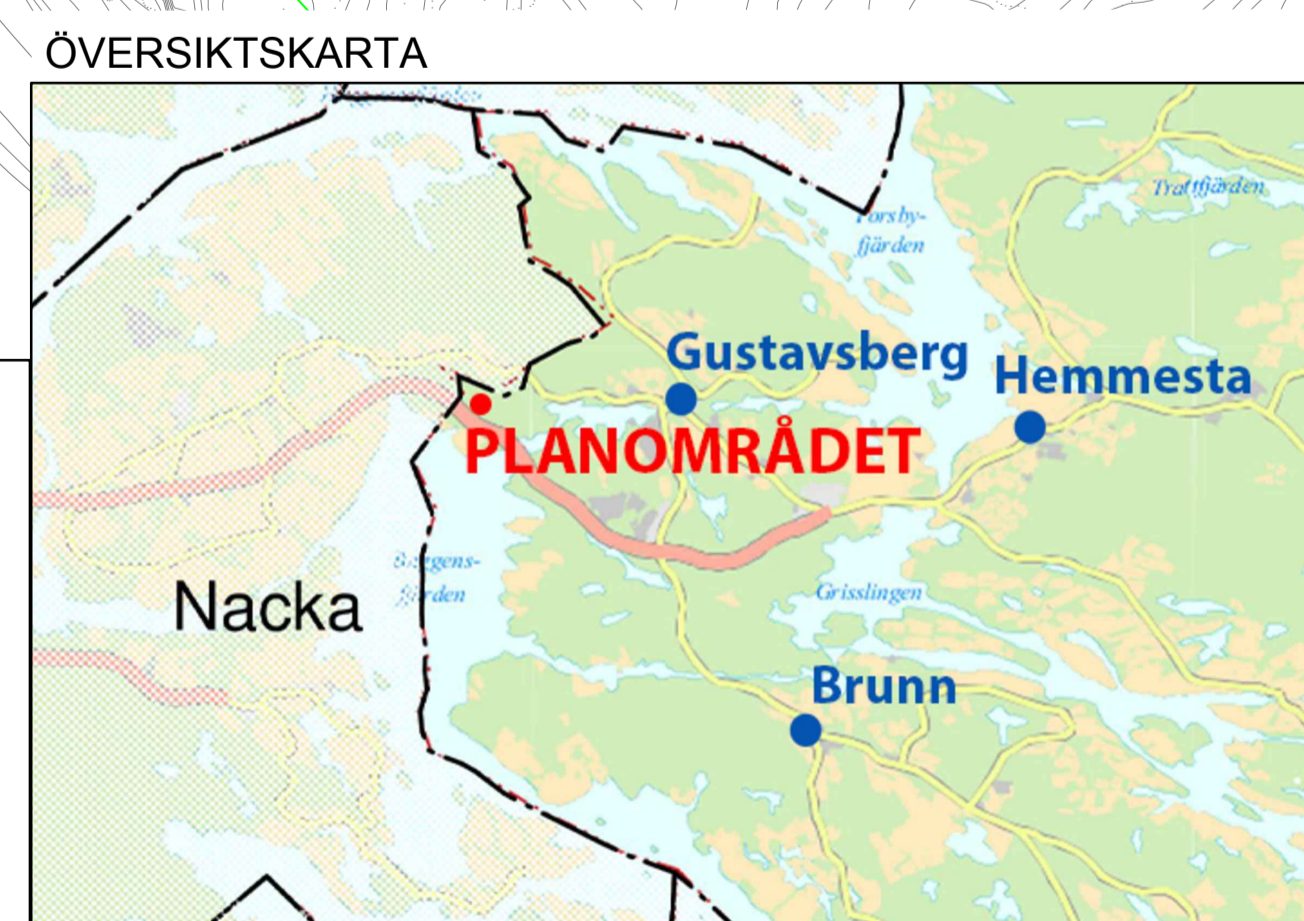 ÖVERSIKTSKARTA
Trattfjärden
fjärden
Gustavsberg
Hemmesta
PLANOMRÅDET
Nacka
Grisslingen
Brunn